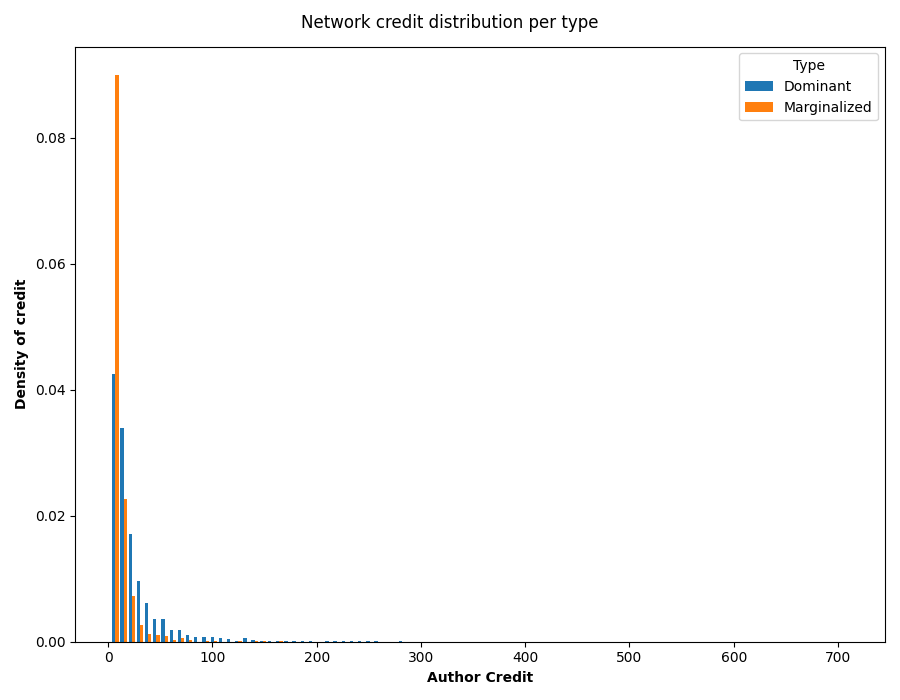 Network credit distribution per type
Type
Dominant
Marginalized
Density of credit
0.08
0.06
0.04
0.02
0.00
0 100 200 300 400 500 600 700
Author Credit